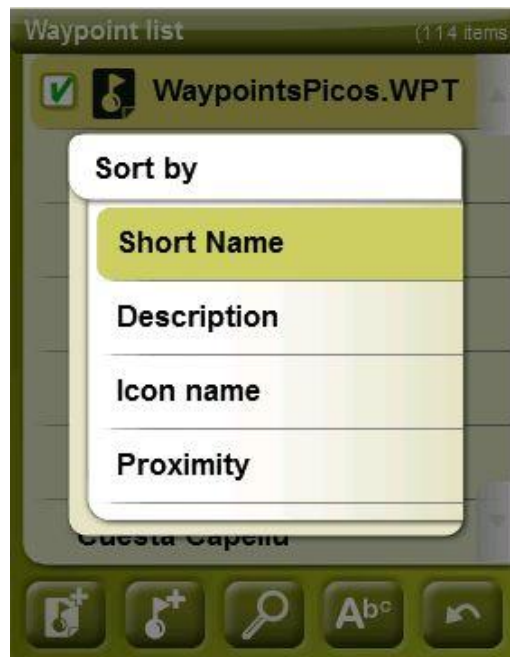 Waypoint list (114 items
WaypointsPicos.WPT
Sort by
Short Name
Description
Icon name
Proximity
Cuesta Capellu
Abc